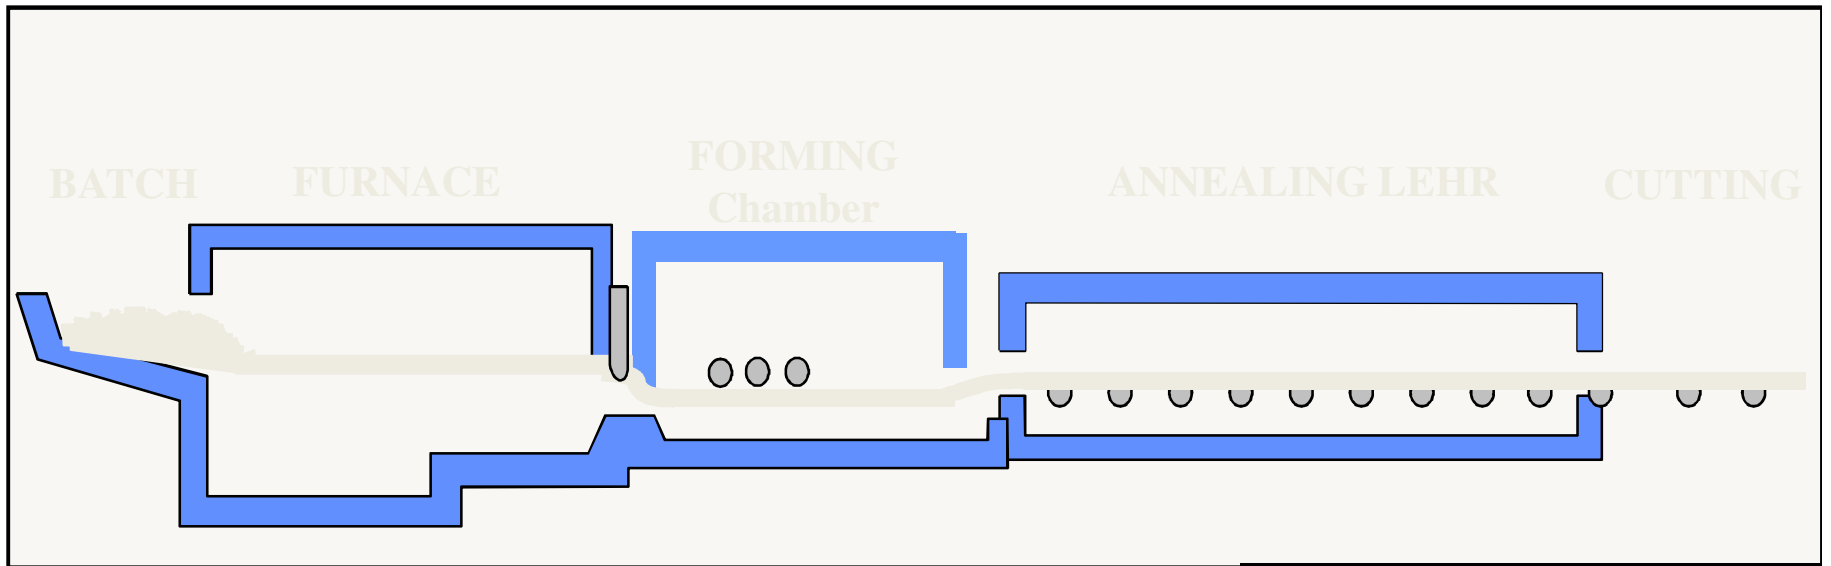 BATCH
FURNACE
FORMING
Chamber
ANNEALING LEHR
CUTTING